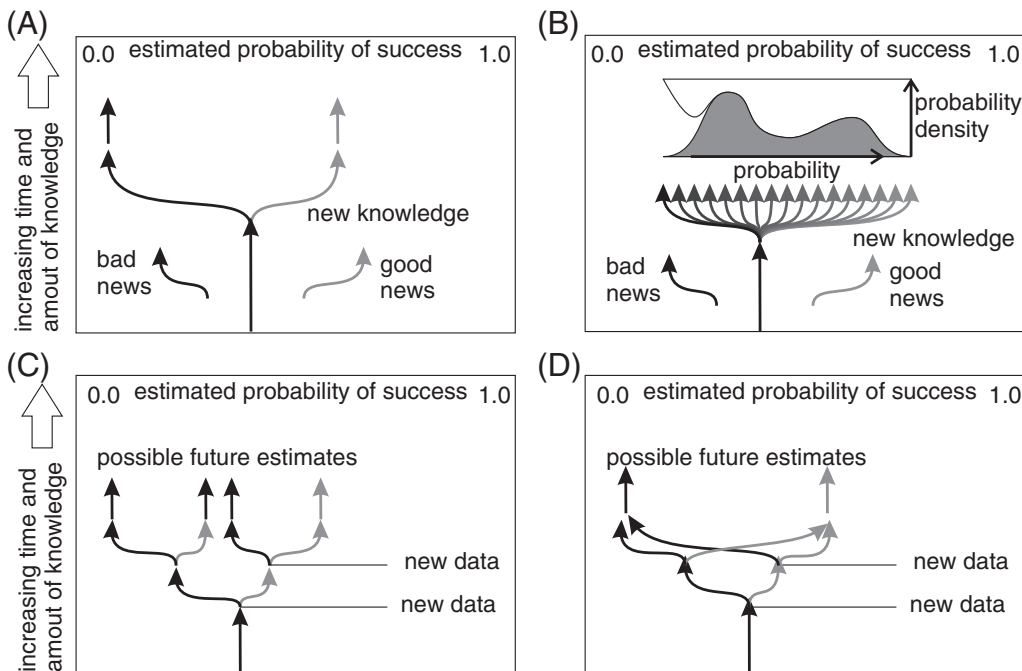 (A)
0.0 estimated probability of success 1.0
increasing time and
amout of knowledge
new knowledge
bad
news
good
news
(B)
0.0 estimated probability of success 1.0
probability
density
probability
new knowledge
bad
news
good
news
(C)
0.0 estimated probability of success 1.0
increasing time and
amout of knowledge
possible future estimates
new data
new data
(D)
0.0 estimated probability of success 1.0
possible future estimates
new data
new data